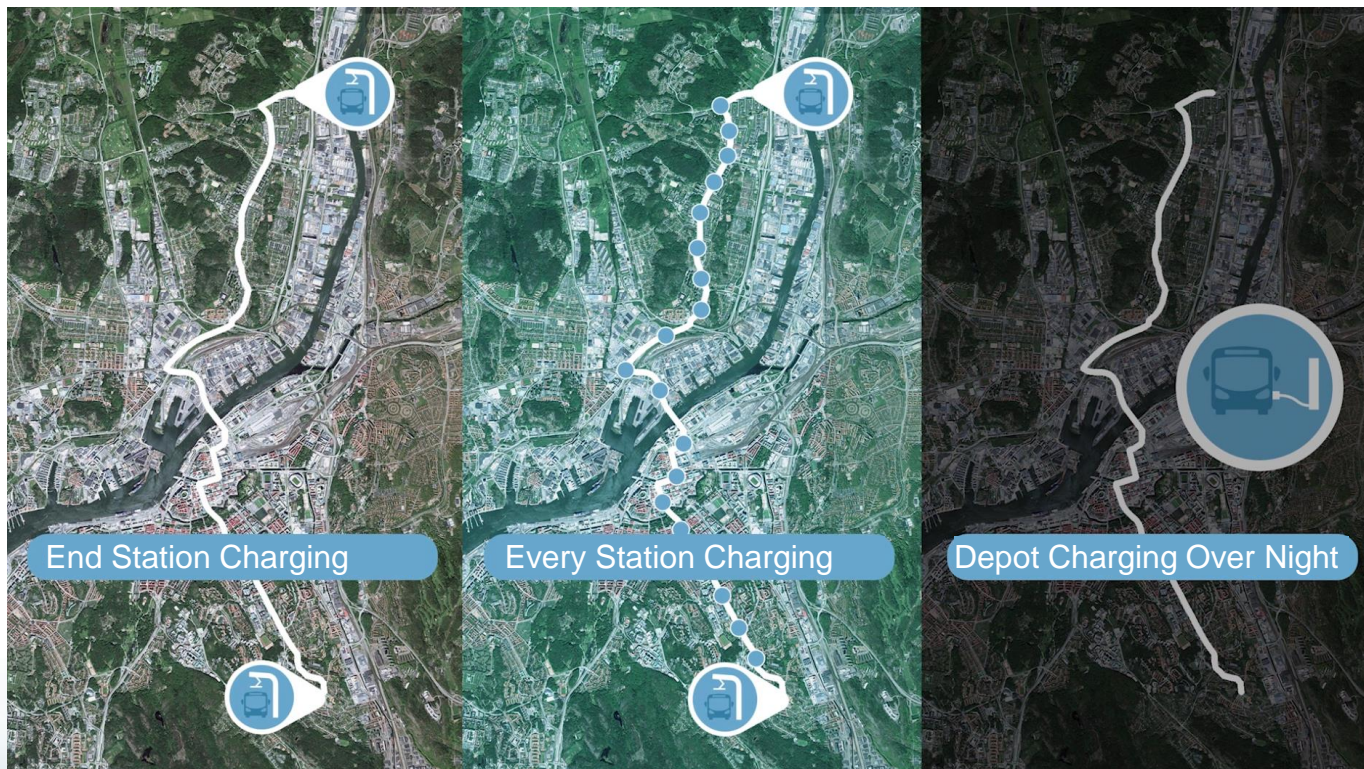 End Station Charging
Every Station Charging
Depot Charging Over Night